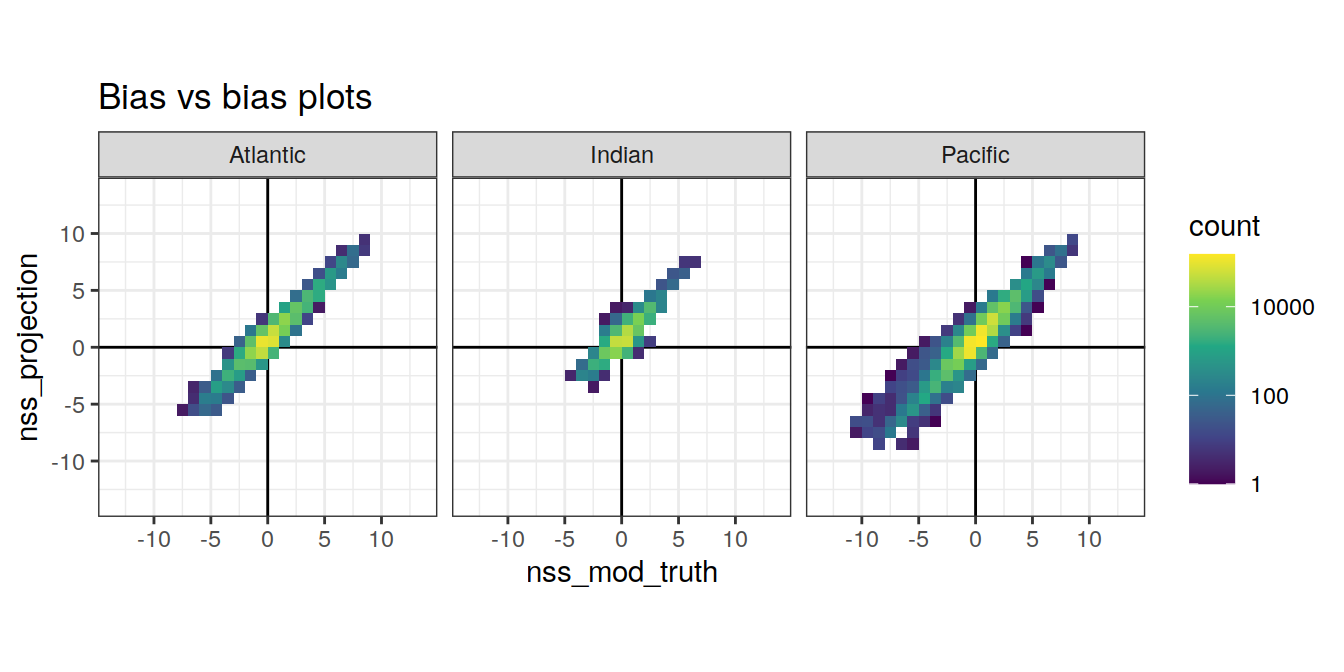 Bias vs bias plots
Atlantic Indian Pacific
nss_projection
10
5
0
-5
-10
-10 -5 0 5 10 -10 -5 0 5 10 -10 -5 0 5 10
nss_mod_truth
count
10000
100
1